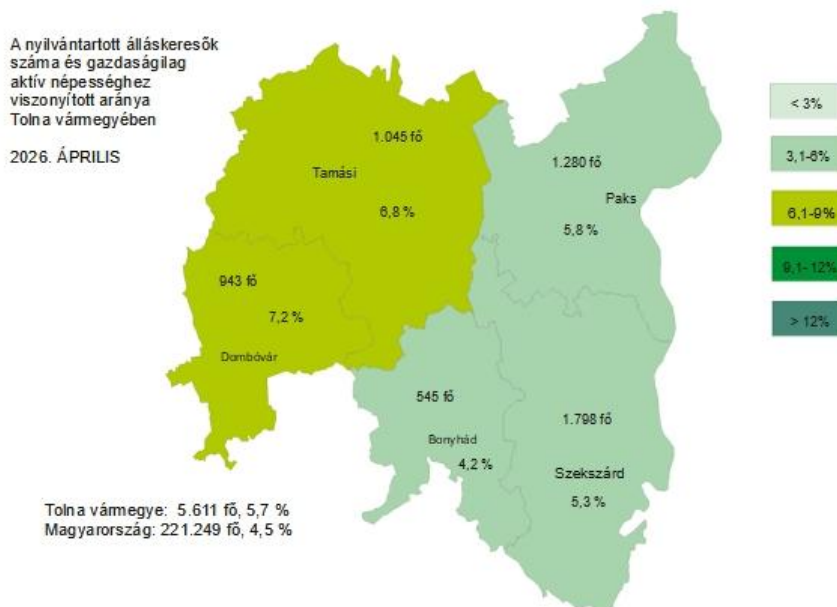 A nyilvántartott álláskeresők
száma és gazdaságilag
aktív népességhez
viszonyított aránya
Tolna vármegyében
2026. ÁPRILIS
1.045 fő
Tamási
6,8 %
1.280 fő
Paks
5,8 %
943 fő
7,2 %
Dombóvár
545 fő
Bonyhád
4,2 %
1.798 fő
Szekszárd
5,3 %
< 3%
3,1-6%
6,1-9%
9,1- 12%
> 12%
Tolna vármegye: 5.611 fő, 5,7 %
Magyarország: 221.249 fő, 4,5 %